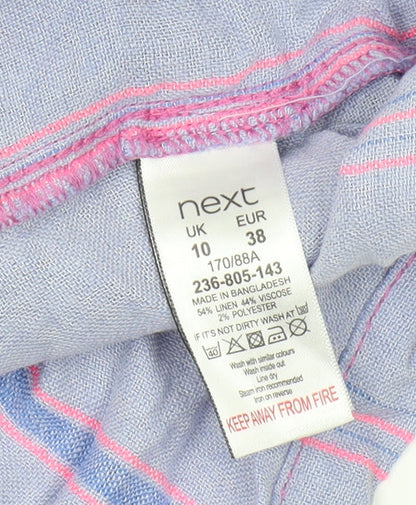 next
UK EUR
10 38
170/88A
236-805-143
MADE IN BANGLADESH
54% LINEN 44% VISCOSE
2% POLYESTER
IF IT'S NOT DIRTY WASH AT 30
40
Wash with similar colours
Wash inside out
Line dry
Steam iron recommended
Iron on reverse
KEEP AWAY FROM FIRE